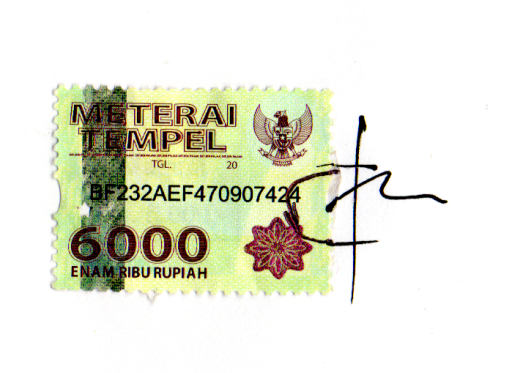 METERAI
TEMPEL
TGL. 20
BF232AEF470907424
6000
ENAM RIBU RUPIAH